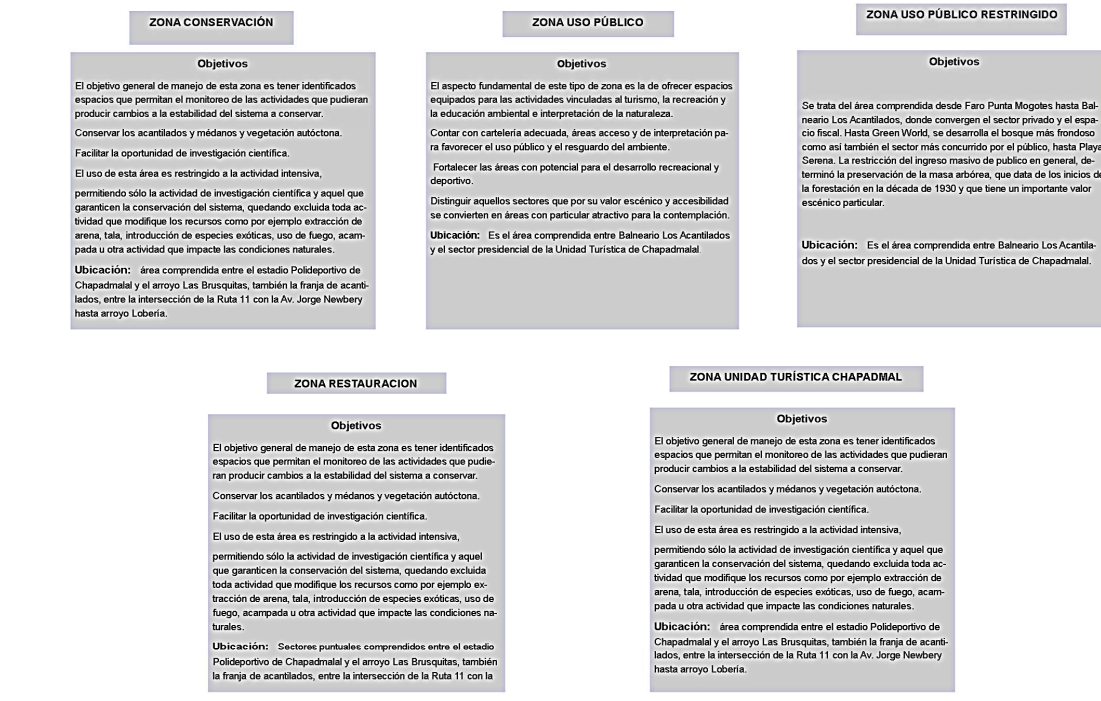 ZONA CONSERVACIÓN
Objetivos
El objetivo general de manejo de esta zona es tener identificados
espacios que permitan el monitoreo de las actividades que pudieran
producir cambios a la estabilidad del sistema a conservar.
Conservar los acantilados y médanos y vegetación autóctona.
Facilitar la oportunidad de investigación científica.
El uso de esta área es restringido a la actividad intensiva,
permitiendo sólo la actividad de investigación científica y aquel que
garanticen la conservación del sistema, quedando excluida toda ac-
tividad que modifique los recursos como por ejemplo extracción de
arena, tala, introducción de especies exóticas, uso de fuego, acam-
pada u otra actividad que impacte las condiciones naturales.
Ubicación: área comprendida entre el estadio Polideportivo de
Chapadmalal y el arroyo Las Brusquitas, también la franja de acanti-
lados, entre la intersección de la Ruta 11 con la Av. Jorge Newbery
hasta arroyo Lobería.
ZONA USO PÚBLICO
Objetivos
El aspecto fundamental de este tipo de zona es la de ofrecer espacios
equipados para las actividades vinculadas al turismo, la recreación y
la educación ambiental e interpretación de la naturaleza.
Contar con cartelería adecuada, áreas acceso y de interpretación pa-
ra favorecer el uso público y el resguardo del ambiente.
Fortalecer las áreas con potencial para el desarrollo recreacional y
deportivo.
Distinguir aquellos sectores que por su valor escénico y accesibilidad
se convierten en áreas con particular atractivo para la contemplación.
Ubicación: Es el área comprendida entre Balneario Los Acantilados
y el sector presidencial de la Unidad Turística de Chapadmalal
ZONA USO PÚBLICO RESTRINGIDO
Objetivos
Se trata del área comprendida desde Faro Punta Mogotes hasta Bal-
neario Los Acantilados, donde convergen el sector privado y el espa-
cio fiscal. Hasta Green World, se desarrolla el bosque más frondoso
como así también el sector más concurrido por el público, hasta Playa
Serena. La restricción del ingreso masivo de publico en general, de-
terminó la preservación de la masa arbórea, que data de los inicios de
la forestación en la década de 1930 y que tiene un importante valor
escénico particular.
Ubicación: Es el área comprendida entre Balneario Los Acantila-
dos y el sector presidencial de la Unidad Turística de Chapadmalal.
ZONA RESTAURACION
Objetivos
El objetivo general de manejo de esta zona es tener identificados
espacios que permitan el monitoreo de las actividades que pudie-
ran producir cambios a la estabilidad del sistema a conservar.
Conservar los acantilados y médanos y vegetación autóctona.
Facilitar la oportunidad de investigación científica.
El uso de esta área es restringido a la actividad intensiva,
permitiendo sólo la actividad de investigación científica y aquel
que garanticen la conservación del sistema, quedando excluida
toda actividad que modifique los recursos como por ejemplo ex-
tracción de arena, tala, introducción de especies exóticas, uso de
fuego, acampada u otra actividad que impacte las condiciones na-
turales.
Ubicación: Sectores puntuales comprendidos entre el estadio
Polideportivo de Chapadmalal y el arroyo Las Brusquitas, también
la franja de acantilados, entre la intersección de la Ruta 11 con la
ZONA UNIDAD TURÍSTICA CHAPADMAL
Objetivos
El objetivo general de manejo de esta zona es tener identificados
espacios que permitan el monitoreo de las actividades que pudieran
producir cambios a la estabilidad del sistema a conservar.
Conservar los acantilados y médanos y vegetación autóctona.
Facilitar la oportunidad de investigación científica.
El uso de esta área es restringido a la actividad intensiva,
permitiendo sólo la actividad de investigación científica y aquel que
garanticen la conservación del sistema, quedando excluida toda ac-
tividad que modifique los recursos como por ejemplo extracción de
arena, tala, introducción de especies exóticas, uso de fuego, acam-
pada u otra actividad que impacte las condiciones naturales.
Ubicación: área comprendida entre el estadio Polideportivo de
Chapadmalal y el arroyo Las Brusquitas, también la franja de acanti-
lados, entre la intersección de la Ruta 11 con la Av. Jorge Newbery
hasta arroyo Lobería.